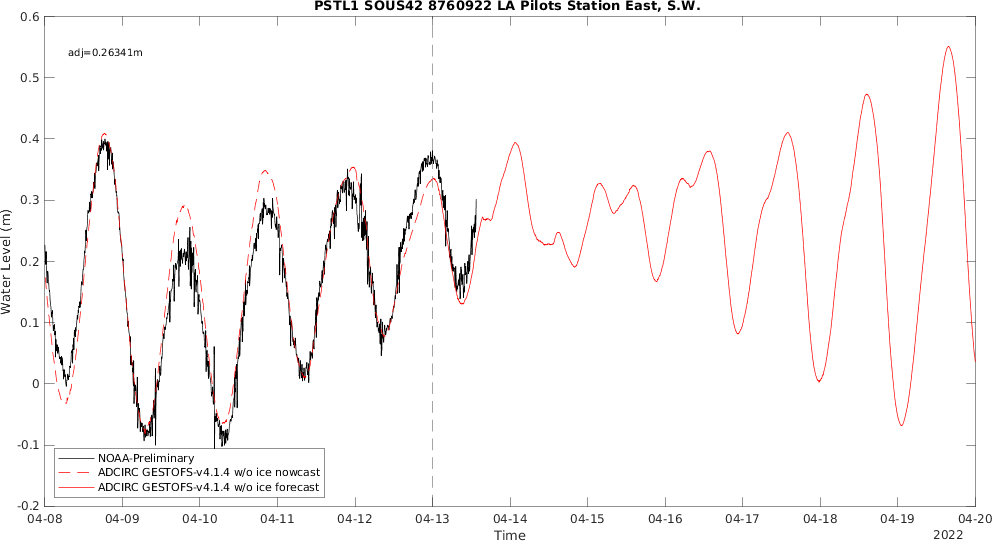 PSTL1 SOUS42 8760922 LA Pilots Station East, S.W.
adj=0.26341m
0.6
0.5
0.4
0.3
0.2
0.1
0
-0.1
-0.2
Water Level (m)
NOAA-Preliminary
ADCIRC GESTOFS-v4.1.4 w/o ice nowcast
ADCIRC GESTOFS-v4.1.4 w/o ice forecast
04-08 04-09 04-10 04-11 04-12 04-13 04-14 04-15 04-16 04-17 04-18 04-19 04-20
Time
2022